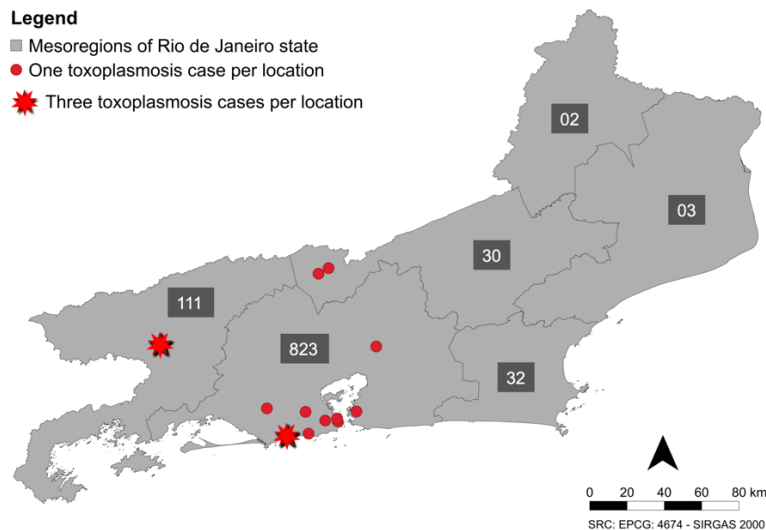 Legend
Mesoregions of Rio de Janeiro state
One toxoplasmosis case per location
Three toxoplasmosis cases per location
02
03
30
111
823
32
0 20 40 60 80 km
SRC: EPCG: 4674 - SIRGAS 2000